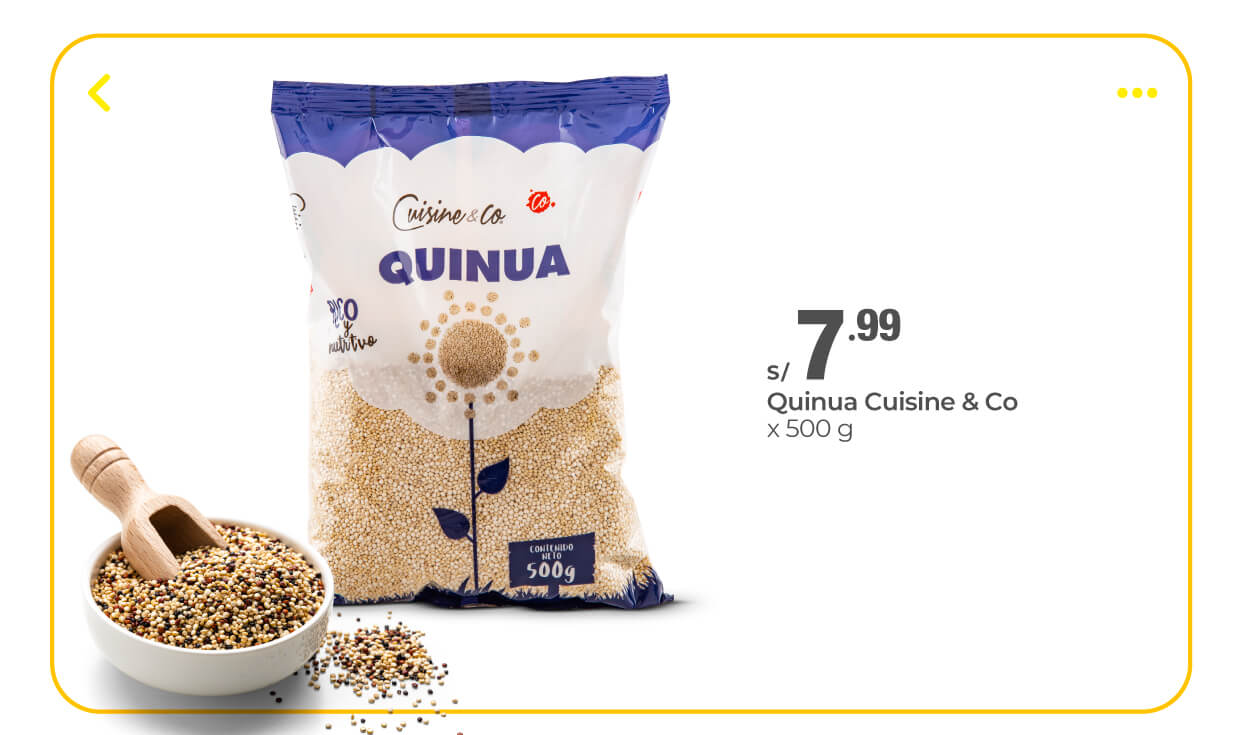 Cuisine & Co.
Co.
QUINUA
RICO
y
nutritivo
CONTENIDO
NETO
500g
s/ 7.99
Quinua Cuisine & Co
x 500 g